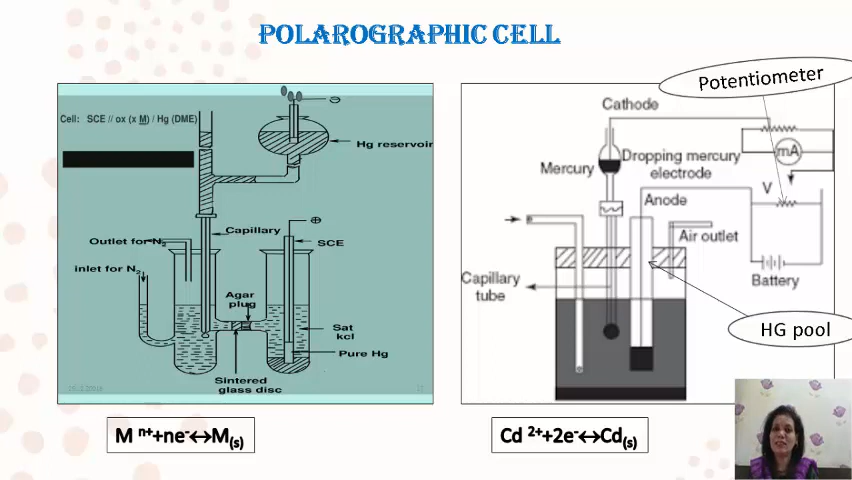 POLAROGRAPHIC CELL
Cell: SCE // ox (x M) / Hg (DME)
Hg reservoir
Capillary
SCE
Outlet for N2
inlet for N2
Agar
plug
Sat
kcl
Pure Hg
Sintered
glass disc
M n++ne-↔M(s)
Potentiometer
Cathode
mA
Mercury
Dropping mercury
electrode
V
Anode
Air outlet
Capillary
tube
Battery
HG pool
Cd 2++2e-↔Cd(s)